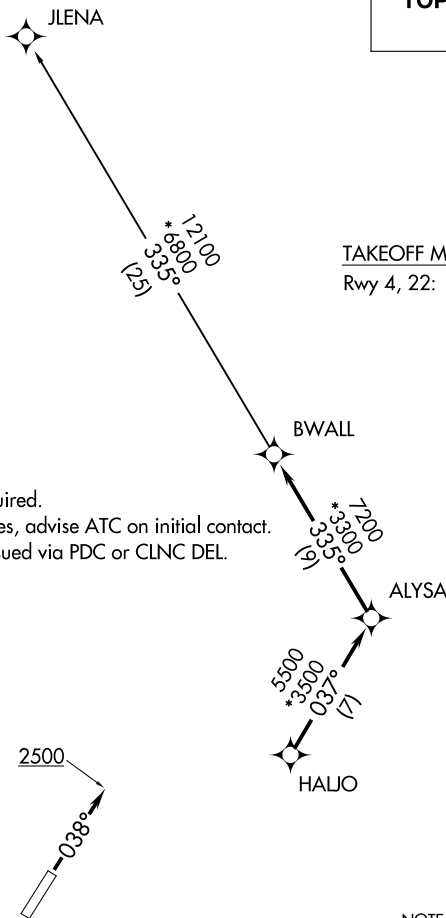 JLENA
TOP
12100
*6800
335°
(25)
TAKEOFF M
Rwy 4, 22:
BWALL
uired.
es, advise ATC on initial contact.
sued via PDC or CLNC DEL.
7200
*3300
335°
(9)
ALYSA
5500
*3500
037°
(7)
HALJO
2500
038°
NOTE